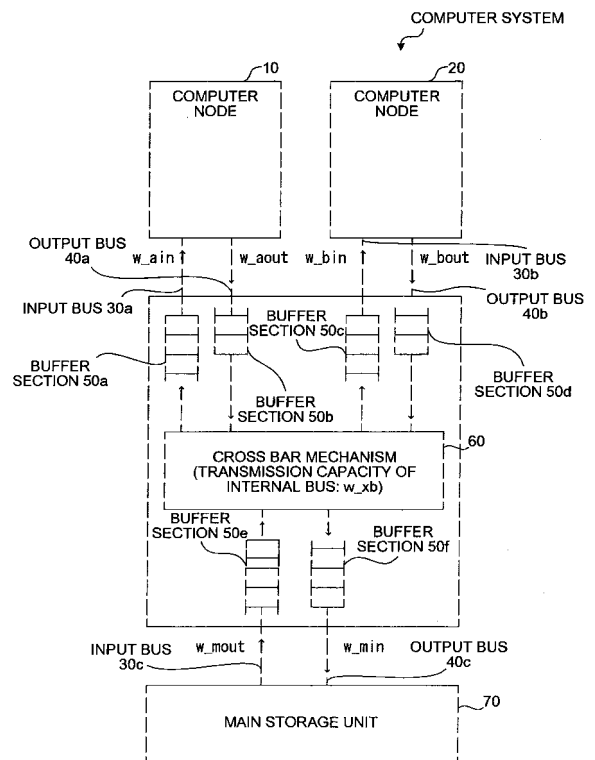 COMPUTER SYSTEM
10
20
COMPUTER
NODE
COMPUTER
NODE
OUTPUT BUS
40a
w_ain
w_aout
w_bin
w_bout
INPUT BUS
30b
INPUT BUS 30a
OUTPUT BUS
40b
BUFFER
SECTION 50c
BUFFER
SECTION 50a
BUFFER
SECTION 50b
BUFFER
SECTION 50d
60
CROSS BAR MECHANISM
(TRANSMISSION CAPACITY OF
INTERNAL BUS: w_xb)
BUFFER
SECTION 50e
BUFFER
SECTION 50f
INPUT BUS
30c
w_mout
w_min
OUTPUT BUS
40c
70
MAIN STORAGE UNIT